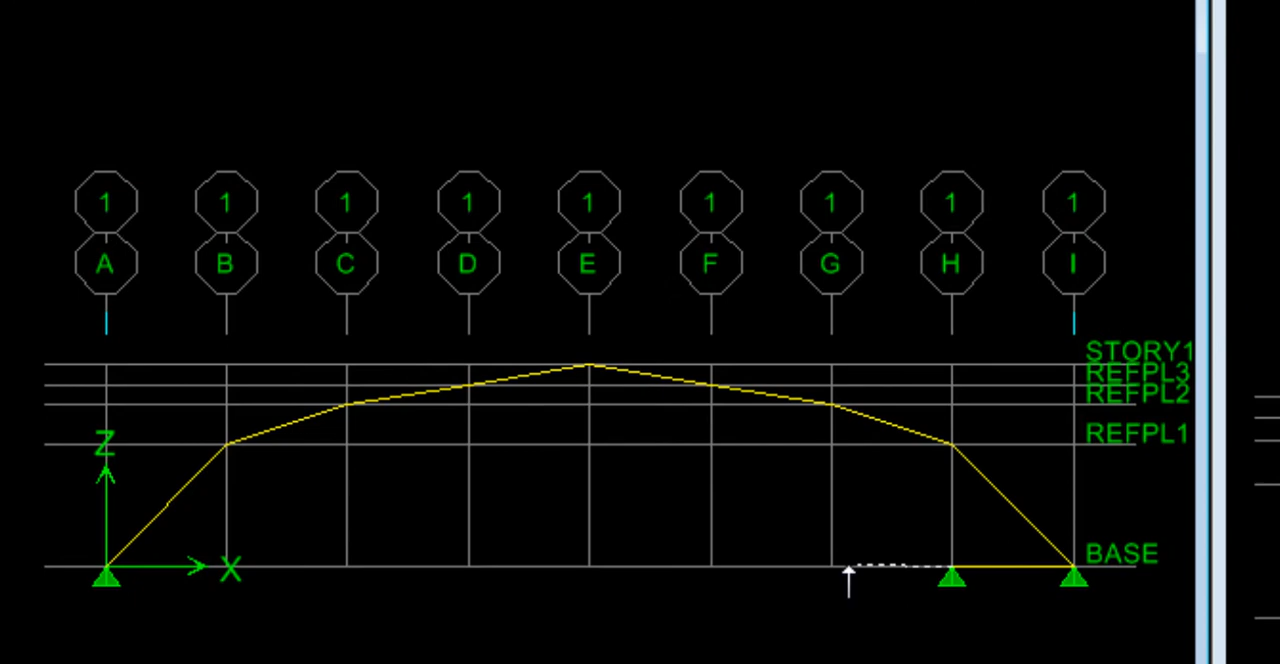 1 1 1 1 1 1 1 1 1
A B C D E F G H I
STORY1
REFPL3
REFPL2
REFPL1
Z
BASE
X